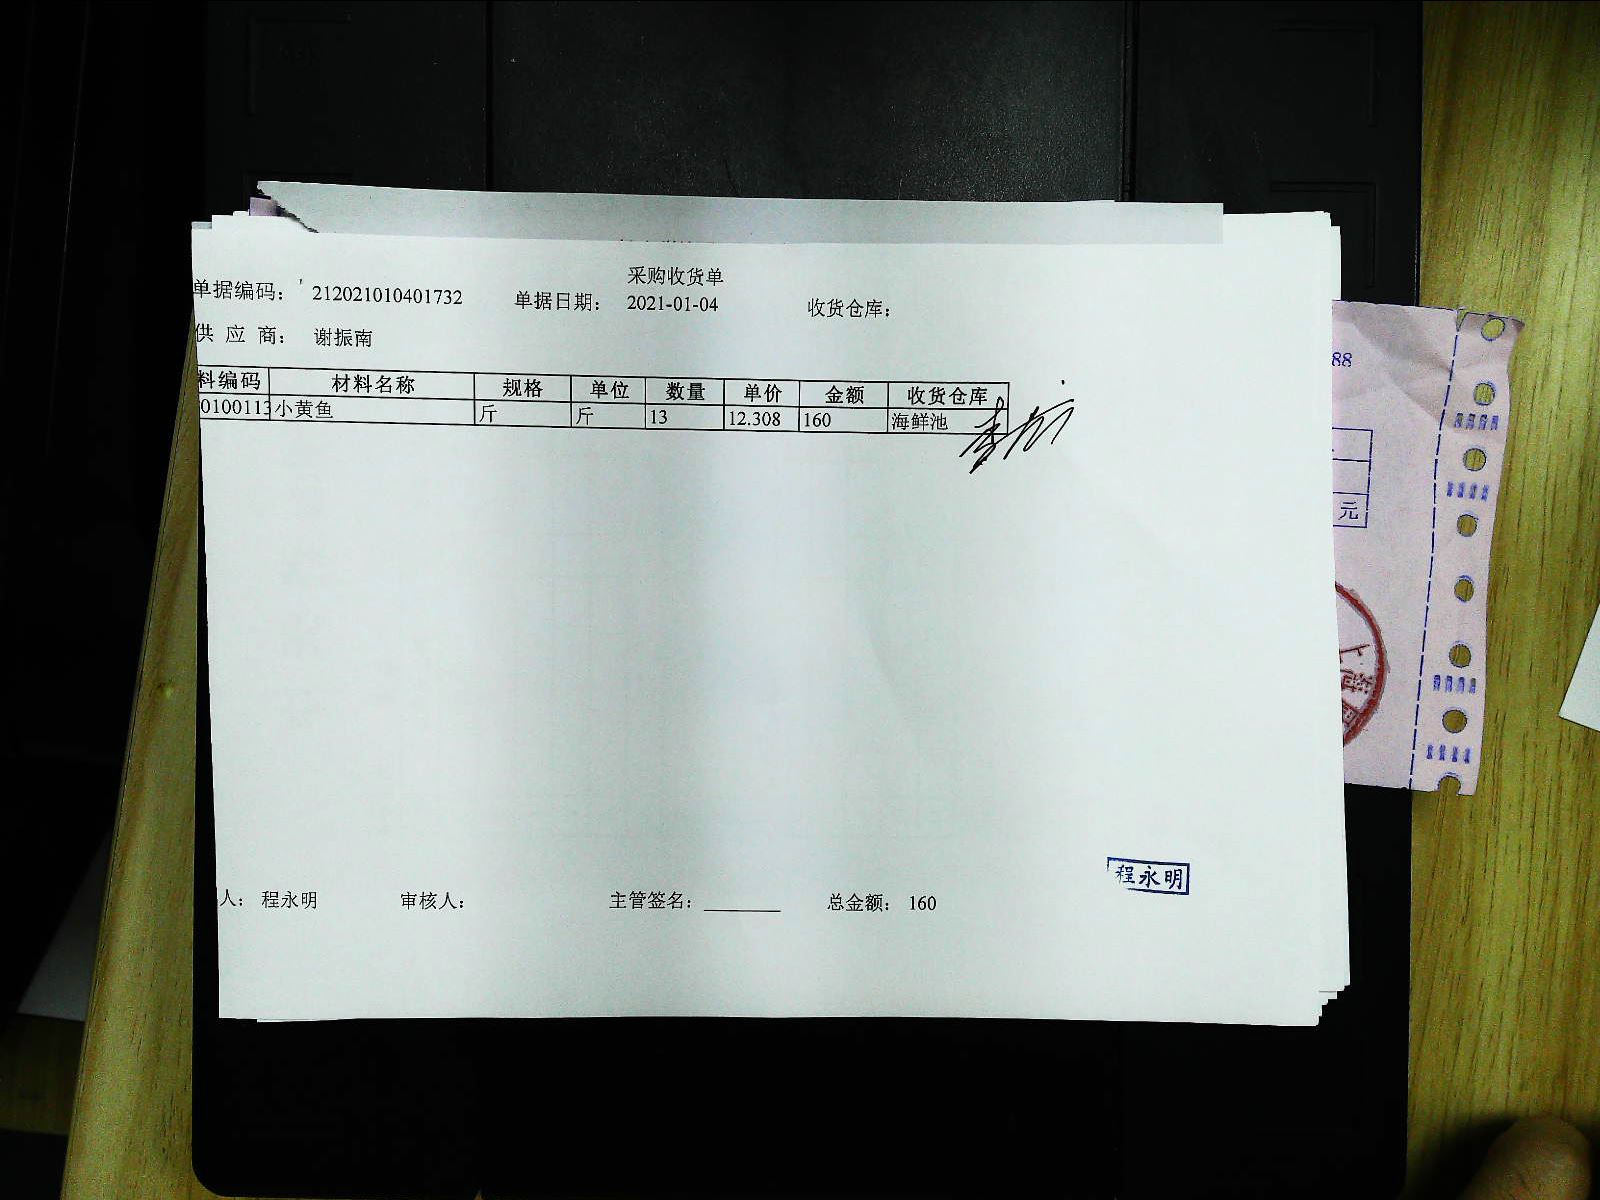 采购收货单
单据编码: 212021010401732 单据日期: 2021-01-04 收货仓库:
供 应 商: 谢振南
料编码 材料名称 规格 单位 数量 单价 金额 收货仓库
0100113 小黄鱼 斤 斤 13 12.308 160 海鲜池
人: 程永明 审核人: 主管签名: 总金额: 160
程永明
88
元
上海